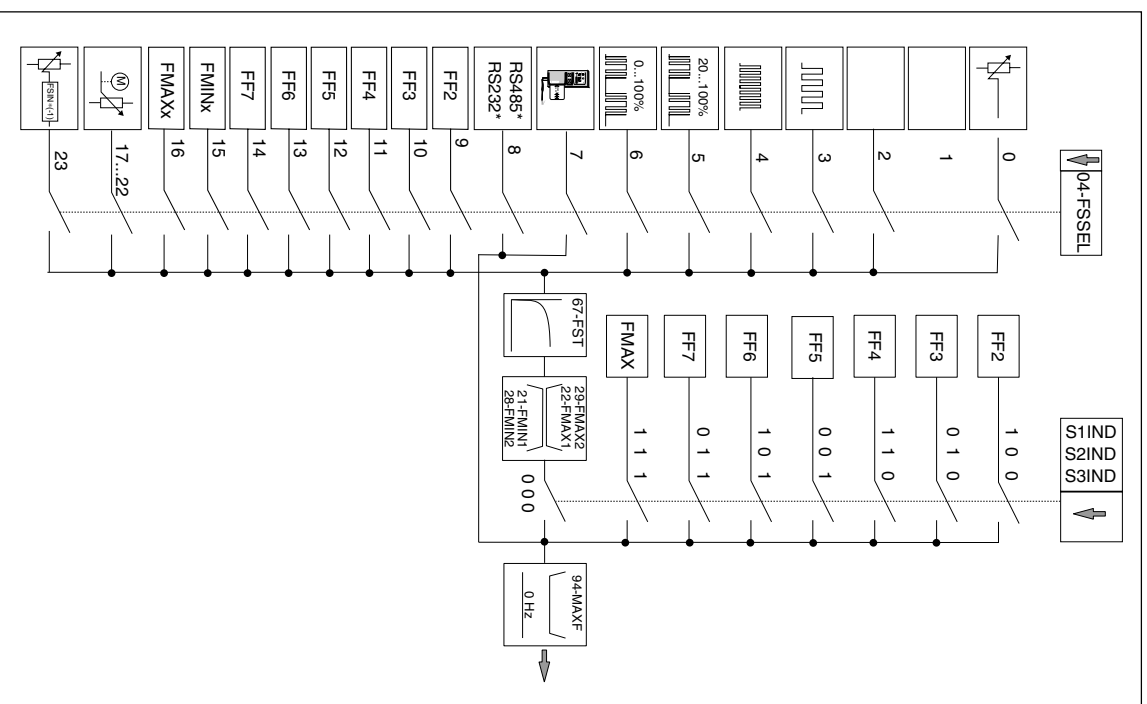 04-FSSEL
S1IND
S2IND
S3IND
0
1
2
3
4
20...100%
5
0...100%
6
7
RS485*
RS232*
8
FF2
9
FF3
10
FF4
11
FF5
12
FF6
13
FF7
14
FMINx
15
FMAXx
16
M
17...22
FSIN=(-1)
23
FF2
1 0 0
FF3
0 1 0
FF4
1 1 0
FF5
0 0 1
FF6
1 0 1
FF7
0 1 1
FMAX
1 1 1
67-FST
29-FMAX2
22-FMAX1
21-FMIN1
28-FMIN2
0 0 0
94-MAXF
0 Hz